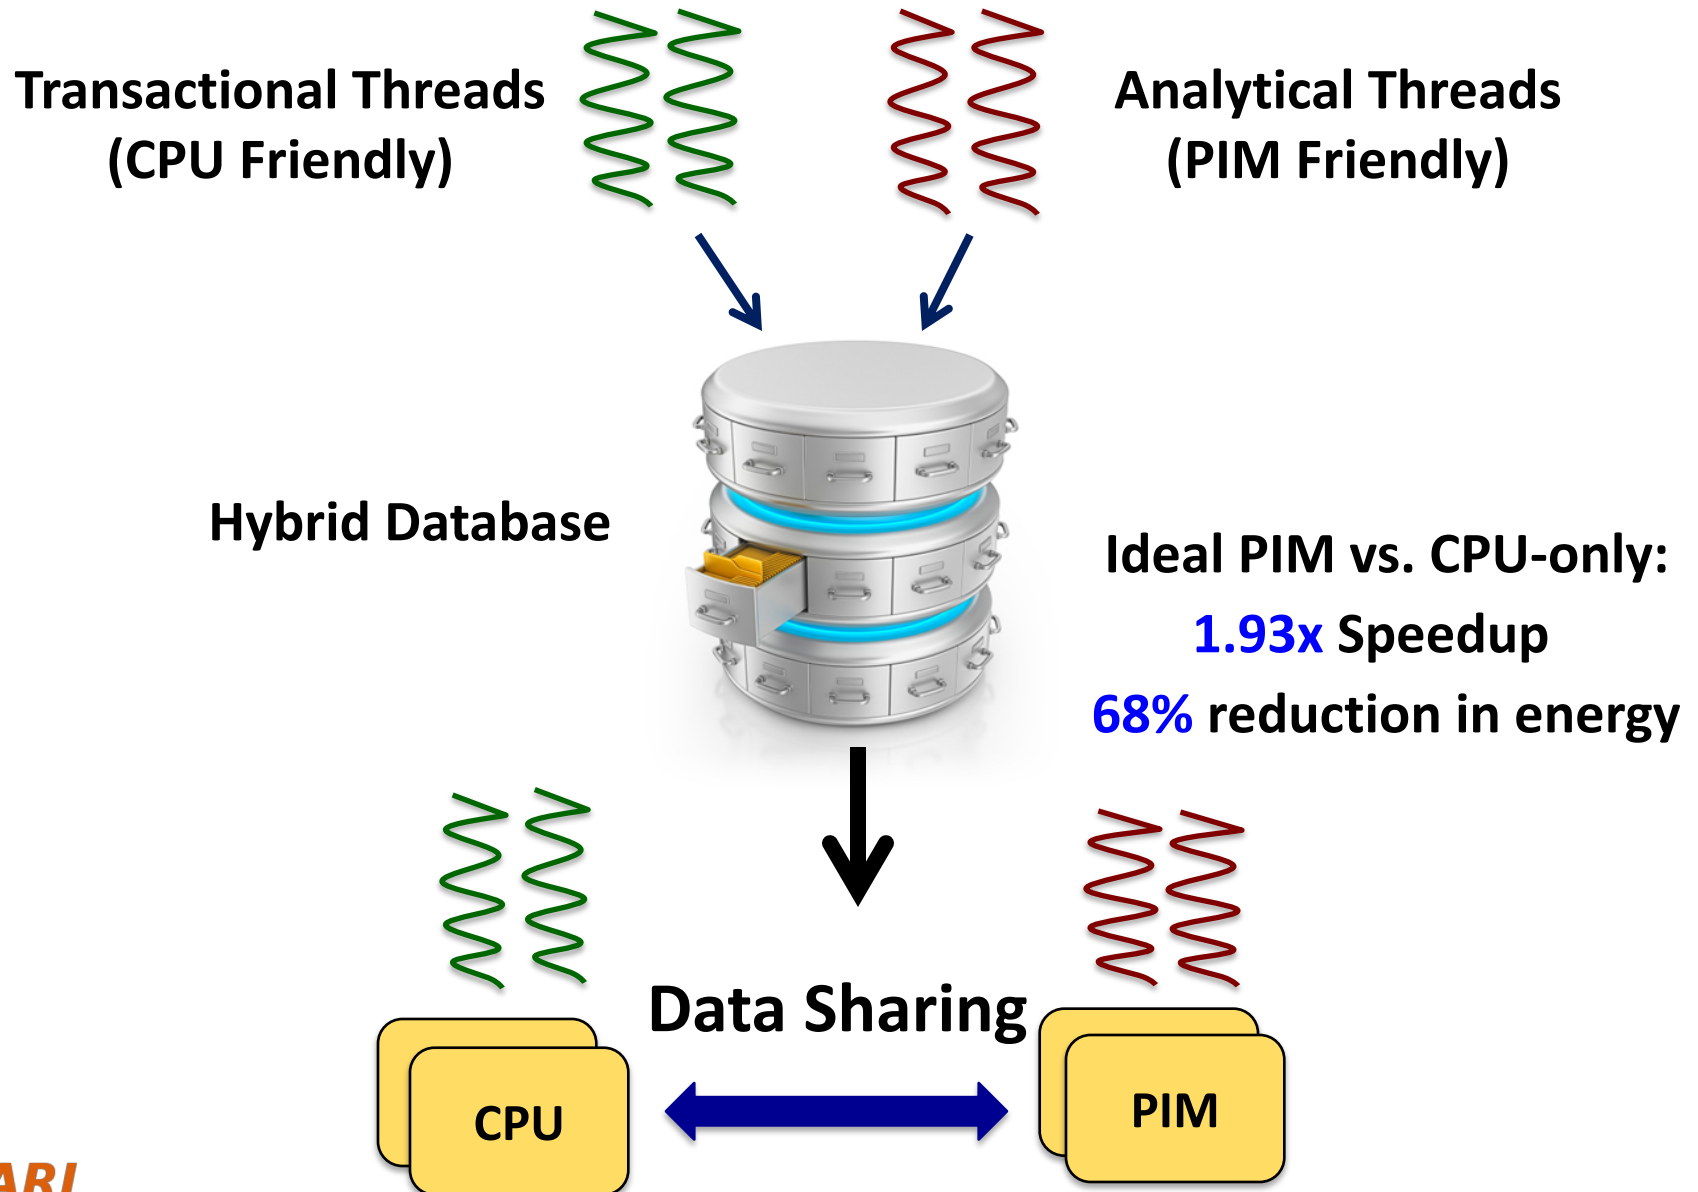 Transactional Threads
(CPU Friendly)
Analytical Threads
(PIM Friendly)
Hybrid Database
Ideal PIM vs. CPU-only:
1.93x Speedup
68% reduction in energy
Data Sharing
CPU
PIM